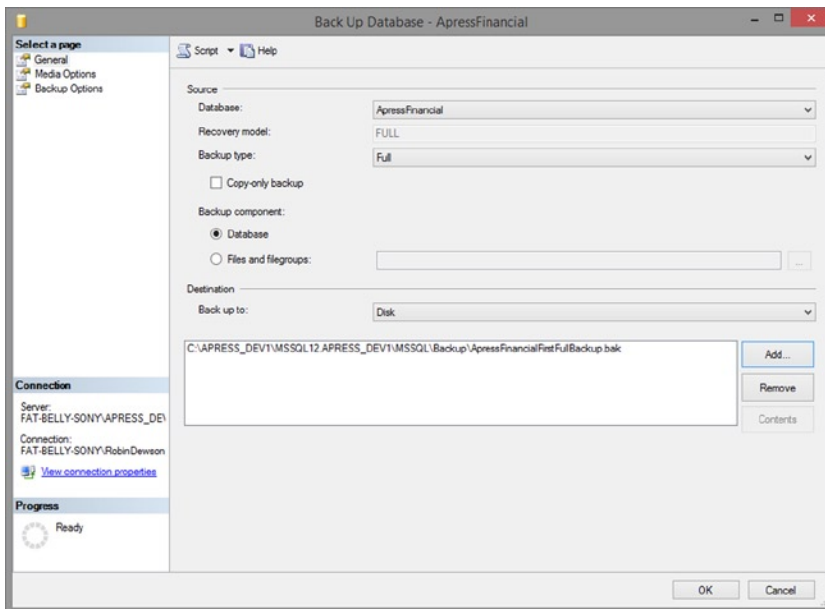 Back Up Database - ApressFinancial
Select a page
General
Media Options
Backup Options
Script
Help
Source
Database:
ApressFinancial
Recovery model:
FULL
Backup type:
Full
Copy-only backup
Backup component:
Database
Files and filegroups:
...
Destination
Back up to:
Disk
C:\APRESS_DEV1\MSSQL12.APRESS_DEV1\MSSQL\Backup\ApressFinancialFirstFullBackup.bak
Add...
Remove
Contents
Connection
Server:
FAT-BELLY-SONY\APRESS_DEV
Connection:
FAT-BELLY-SONY\RobinDewson
View connection properties
Progress
Ready
OK
Cancel